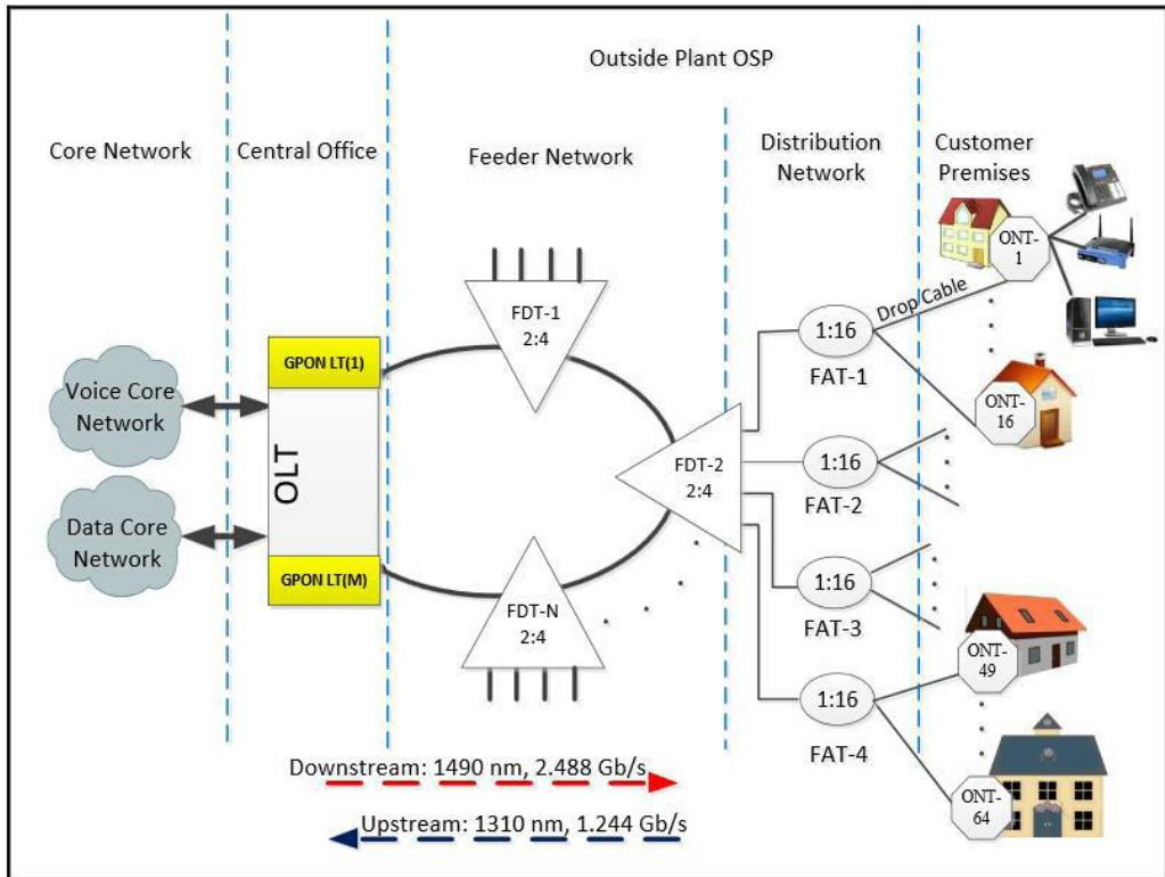 Outside Plant OSP
Core Network
Central Office
Feeder Network
Distribution
Network
Customer
Premises
ONT-
1
Drop Cable
FDT-1
2:4
1:16
FAT-1
GPON LT(1)
Voice Core
Network
ONT-
16
OLT
FDT-2
2:4
1:16
FAT-2
Data Core
Network
GPON LT(M)
FDT-N
2:4
1:16
FAT-3
ONT-
49
1:16
FAT-4
ONT-
64
Downstream: 1490 nm, 2.488 Gb/s
Upstream: 1310 nm, 1.244 Gb/s